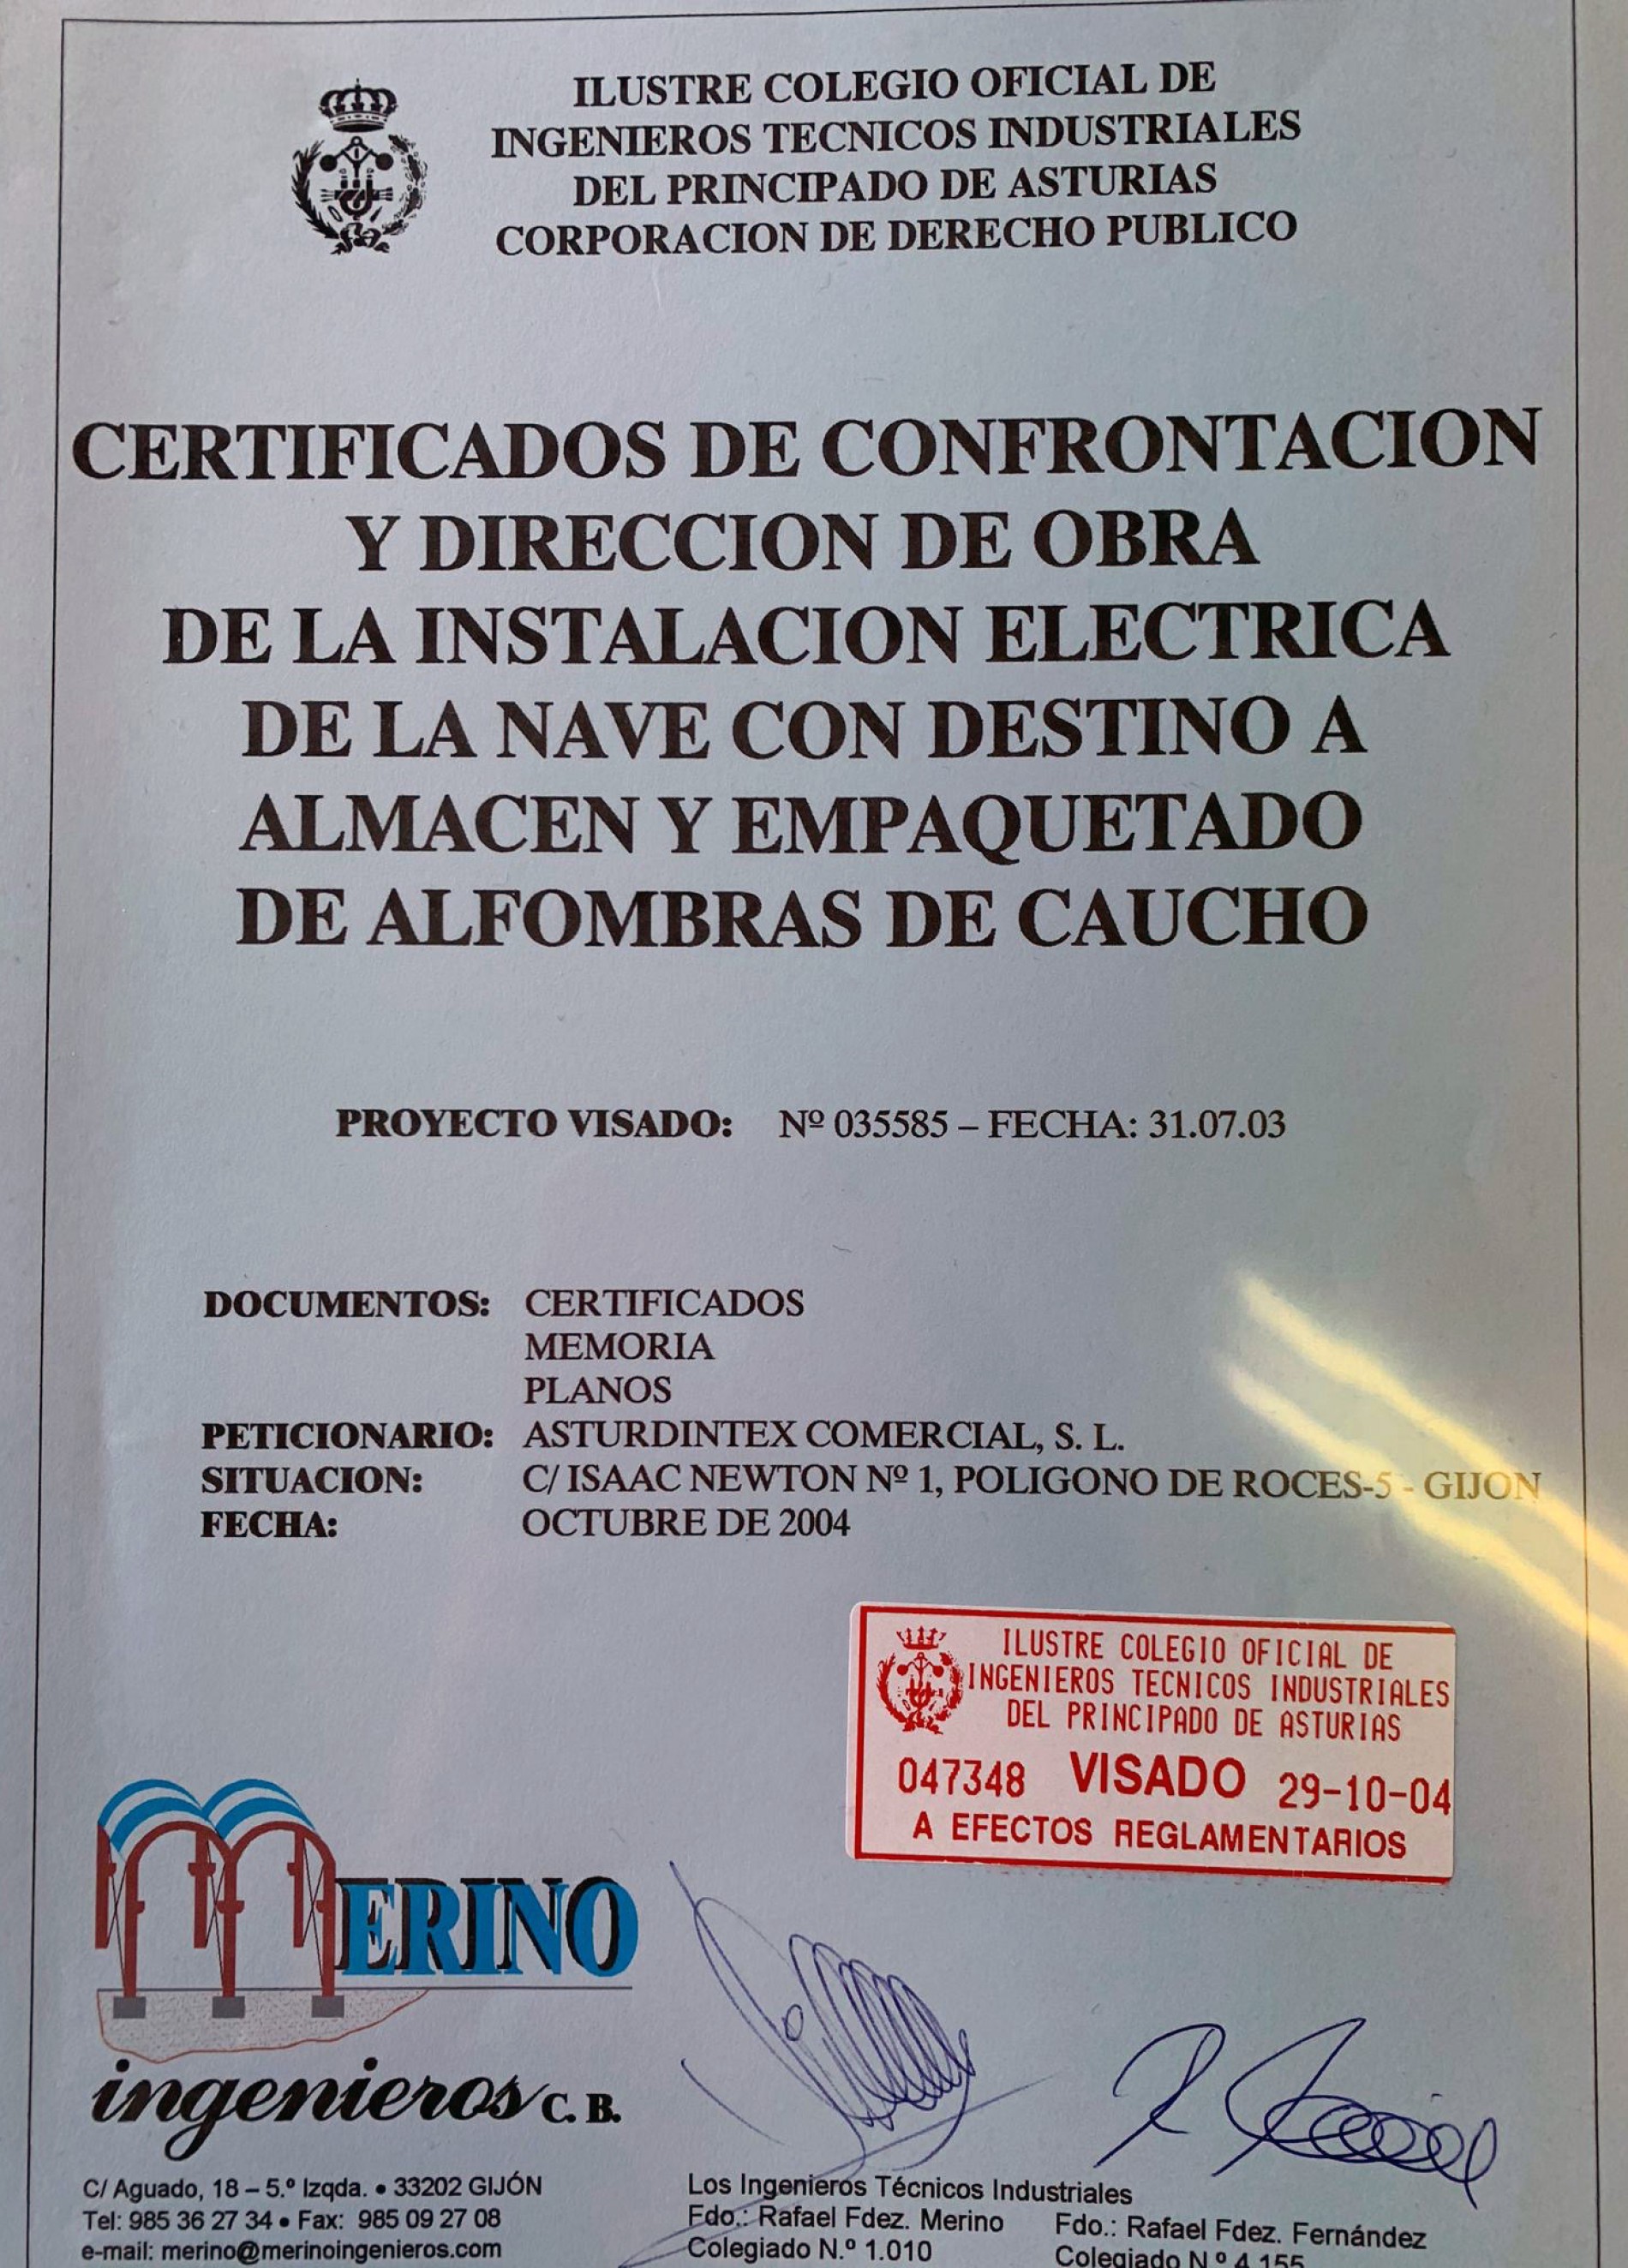 ILUSTRE COLEGIO OFICIAL DE
INGENIEROS TECNICOS INDUSTRIALES
DEL PRINCIPADO DE ASTURIAS
CORPORACION DE DERECHO PUBLICO
CERTIFICADOS DE CONFRONTACION
Y DIRECCION DE OBRA
DE LA INSTALACION ELECTRICA
DE LA NAVE CON DESTINO A
ALMACEN Y EMPAQUETADO
DE ALFOMBRAS DE CAUCHO
PROYECTO VISADO: Nº 035585 – FECHA: 31.07.03
DOCUMENTOS: CERTIFICADOS
MEMORIA
PLANOS
PETICIONARIO: ASTURDINTEX COMERCIAL, S. L.
SITUACION: C/ ISAAC NEWTON Nº 1, POLIGONO DE ROCES-5 - GIJON
FECHA: OCTUBRE DE 2004
ILUSTRE COLEGIO OFICIAL DE
INGENIEROS TECNICOS INDUSTRIALES
DEL PRINCIPADO DE ASTURIAS
047348 VISADO 29-10-04
A EFECTOS REGLAMENTARIOS
MERINO
ingenieros C. B.
C/ Aguado, 18 – 5.º Izqda. • 33202 GIJÓN
Tel: 985 36 27 34 • Fax: 985 09 27 08
e-mail: merino@merinoingenieros.com
Los Ingenieros Técnicos Industriales
Fdo.: Rafael Fdez. Merino
Colegiado N.º 1.010
Fdo.: Rafael Fdez. Fernández
Colegiado N.º 4.155